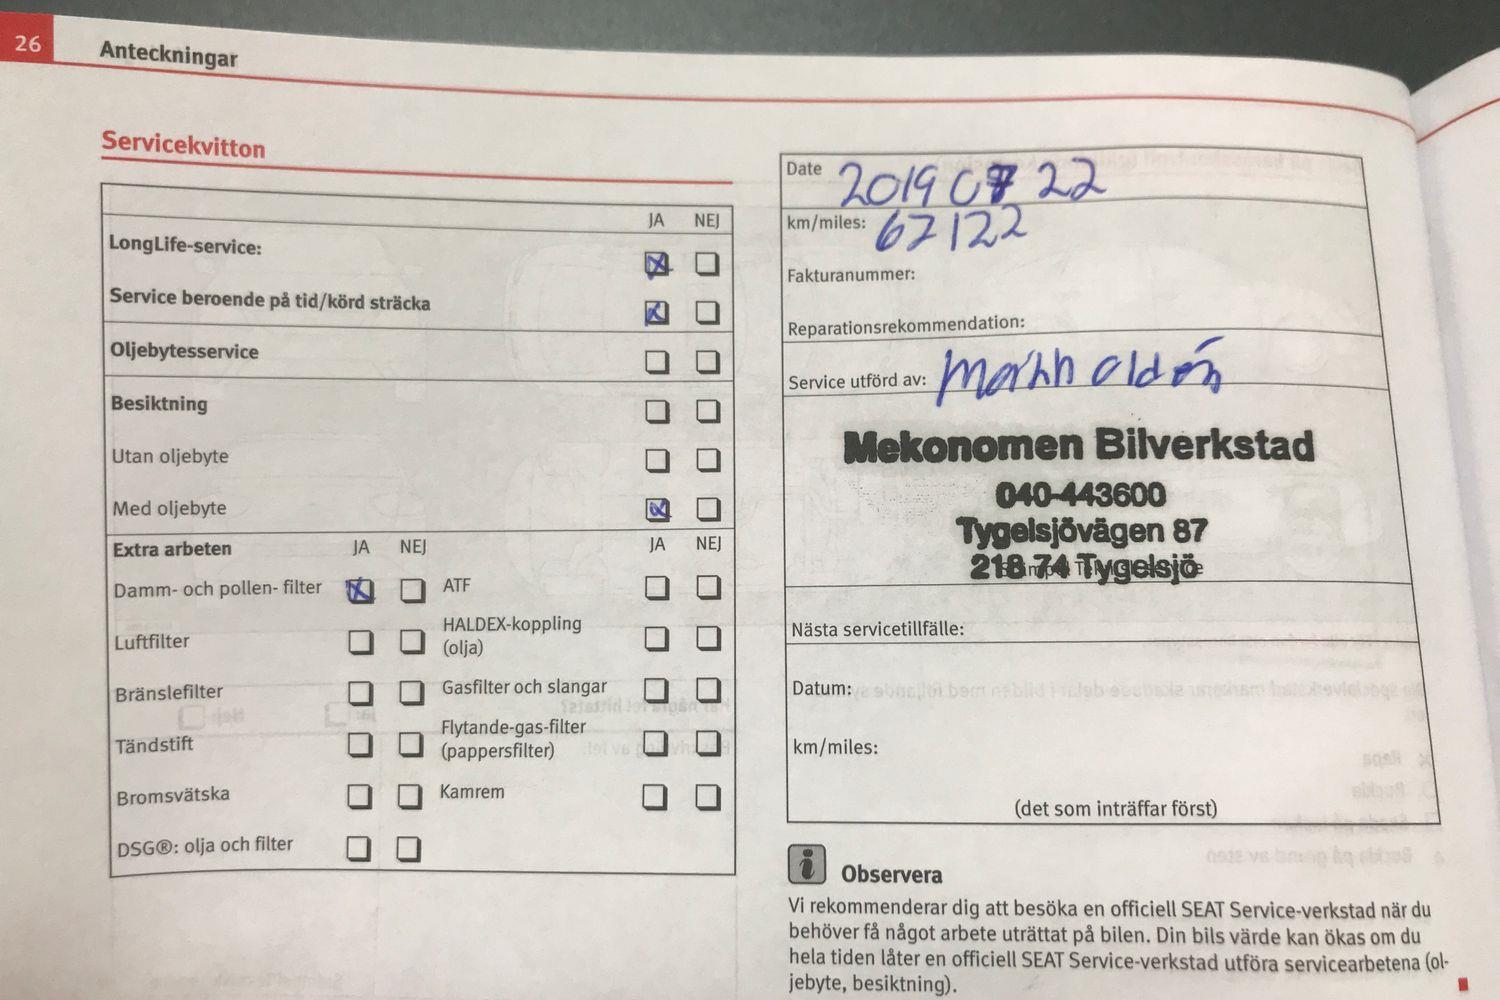 26
Anteckningar
Servicekvitton
JA NEJ
LongLife-service:
Service beroende på tid/körd sträcka
Oljebytesservice
Besiktning
Utan oljebyte
Med oljebyte
Extra arbeten JA NEJ JA NEJ
Damm- och pollen- filter ATF
Luftfilter HALDEX-koppling
(olja)
Bränslefilter Gasfilter och slangar
Tändstift Flytande-gas-filter
(pappersfilter)
Bromsvätska Kamrem
DSG®: olja och filter
Date 2019 07 22
km/miles: 67122
Fakturanummer:
Reparationsrekommendation:
Service utförd av:
Mekonomen Bilverkstad
040-443600
Tygelsjövägen 87
218 74 Tygelsjö
Nästa servicetillfälle:
Datum:
km/miles:
(det som inträffar först)
i Observera
Vi rekommenderar dig att besöka en officiell SEAT Service-verkstad när du
behöver få något arbete uträttat på bilen. Din bils värde kan ökas om du
hela tiden låter en officiell SEAT Service-verkstad utföra servicearbetena (ol-
jebyte, besiktning).